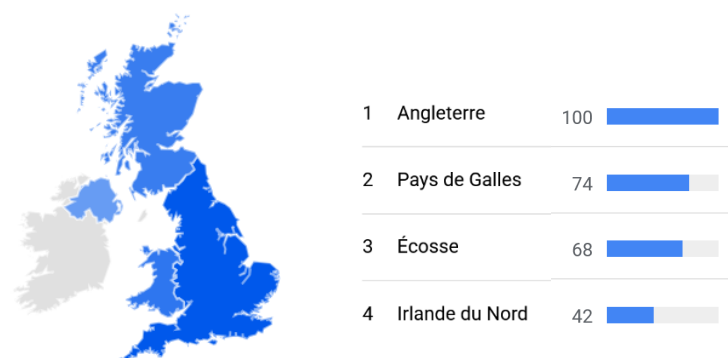 1 Angleterre 100
2 Pays de Galles 74
3 Écosse 68
4 Irlande du Nord 42